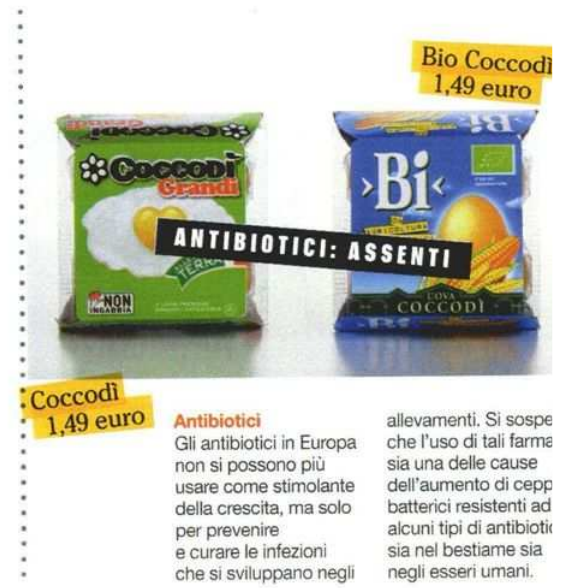 Bio Coccodì
1,49 euro
COCCODÌ
Grandi
TERRA
NON
INGABBIA
›Bi‹
L'OVA
COCCODÌ
ANTIBIOTICI: ASSENTI
Coccodì
1,49 euro
Antibiotici
Gli antibiotici in Europa
non si possono più
usare come stimolante
della crescita, ma solo
per prevenire
e curare le infezioni
che si sviluppano negli
allevamenti. Si sospe
che l'uso di tali farma
sia una delle cause
dell'aumento di cepp
batterici resistenti ad
alcuni tipi di antibiotic
sia nel bestiame sia
negli esseri umani.